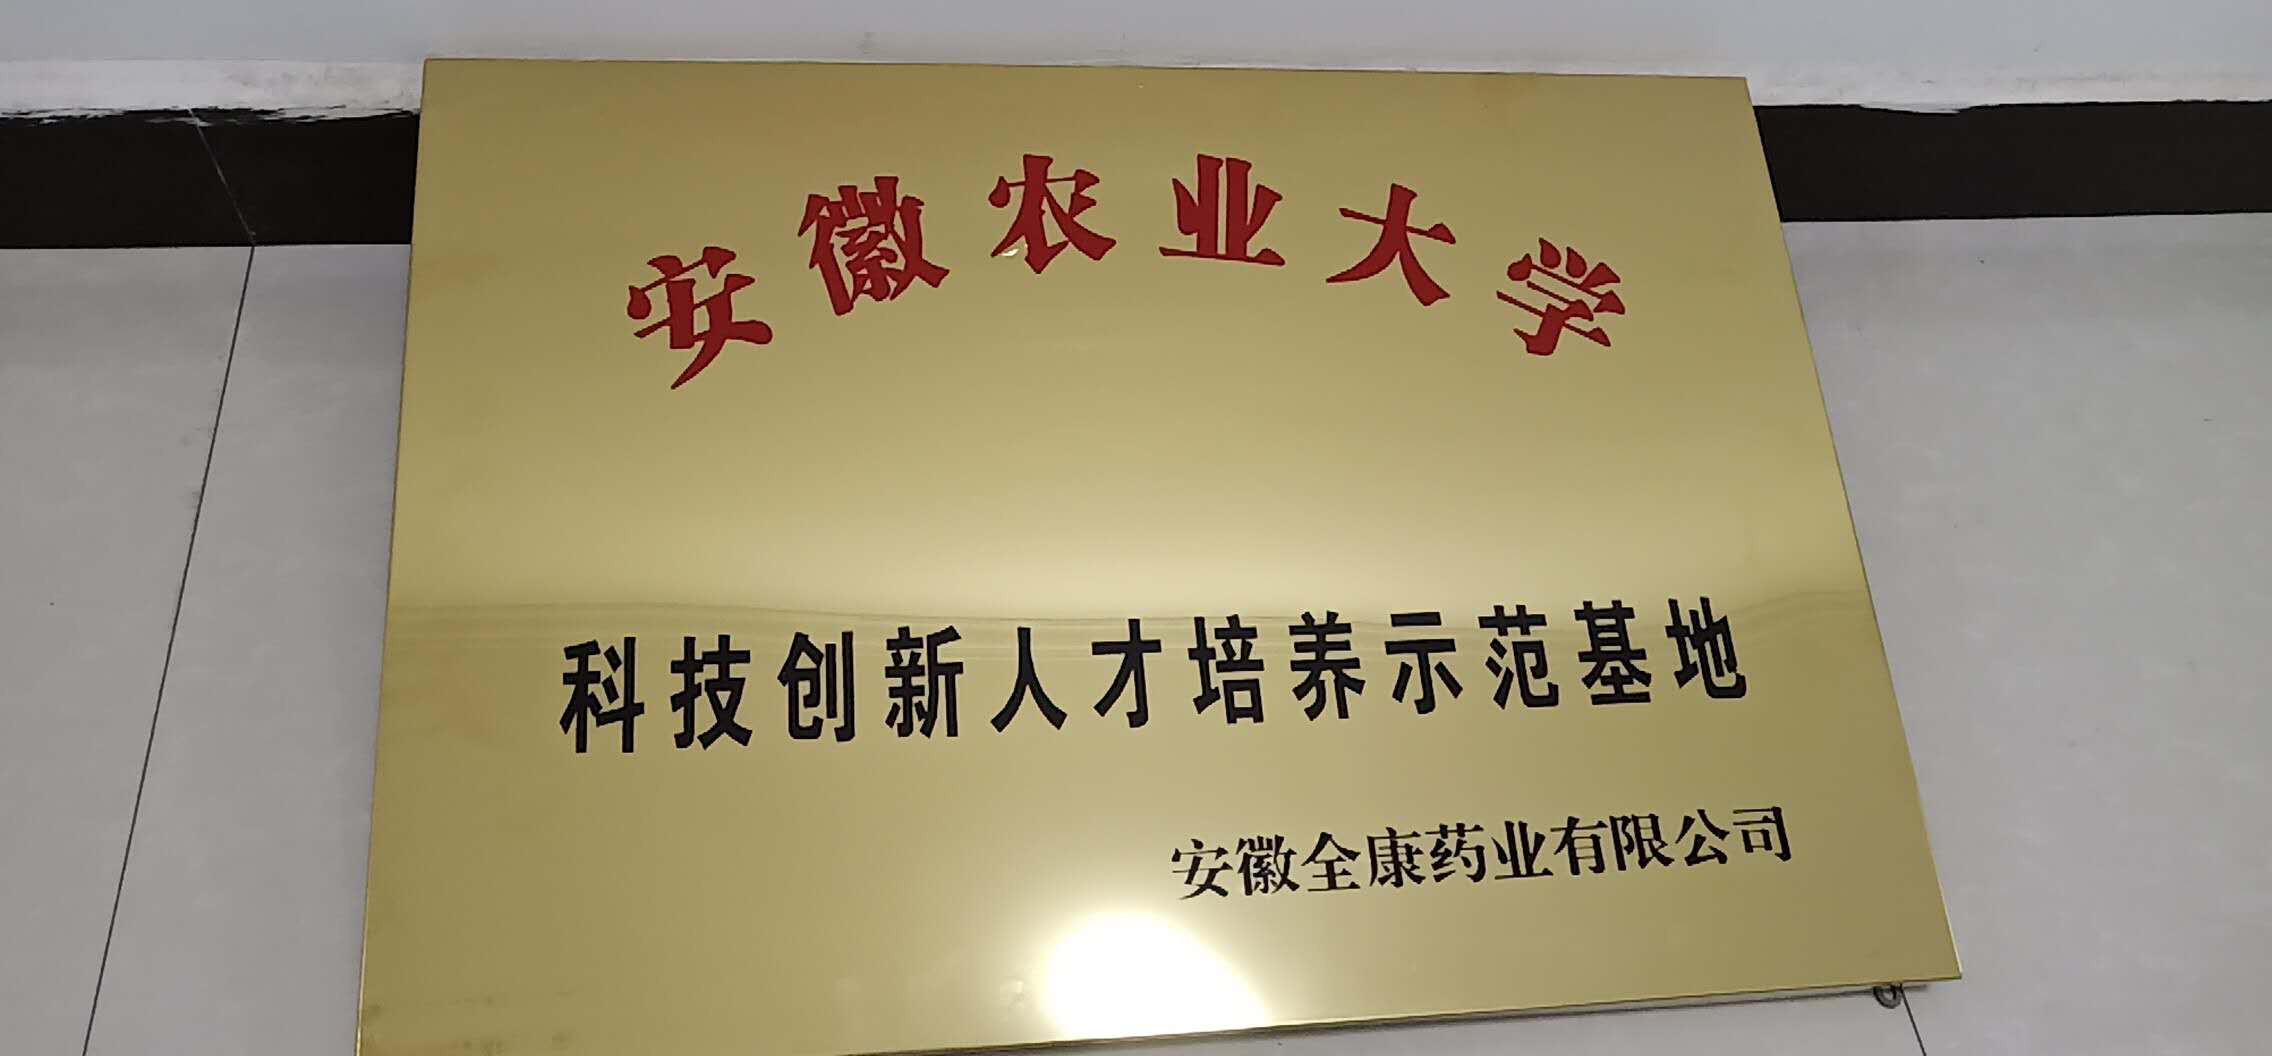 安徽农业大学
科技创新人才培养示范基地
安徽全康药业有限公司